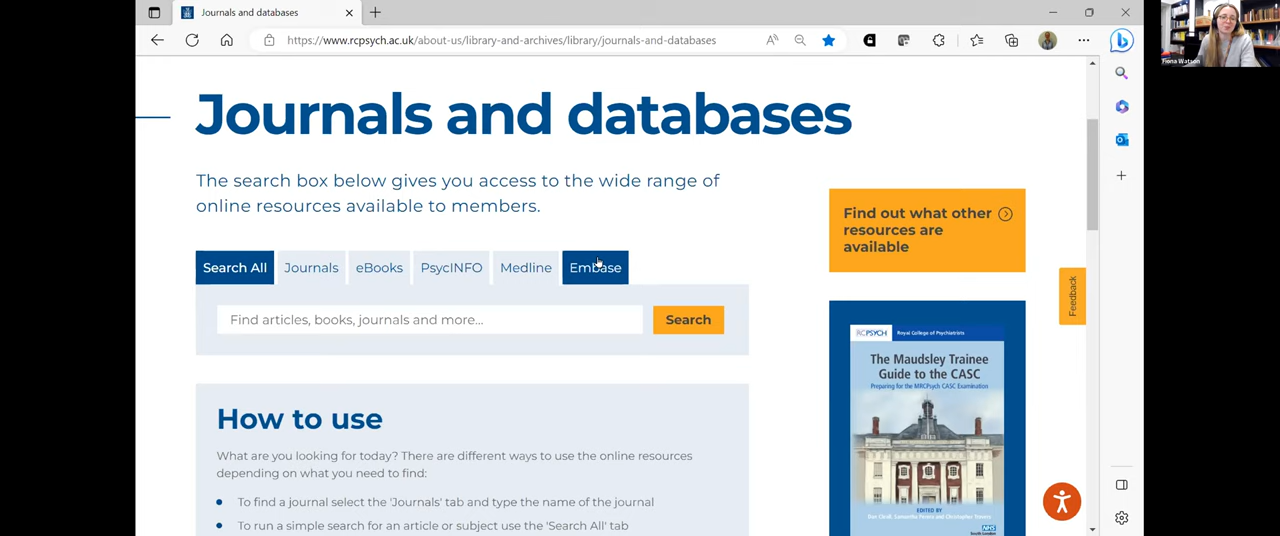 Journals and databases
https://www.rcpsych.ac.uk/about-us/library-and-archives/library/journals-and-databases
Fiona Watson
Journals and databases
The search box below gives you access to the wide range of
online resources available to members.
Find out what other
resources are
available
Search All
Journals
eBooks
PsycINFO
Medline
Embase
Find articles, books, journals and more...
Search
Feedback
RCPSYCH Royal College of Psychiatrists
The Maudsley Trainee
Guide to the CASC
Preparing for the MRCPsych CASC Examination
How to use
What are you looking for today? There are different ways to use the online resources
depending on what you need to find:
To find a journal select the 'Journals' tab and type the name of the journal
To run a simple search for an article or subject use the 'Search All' tab
EDITED BY
NHS
South London